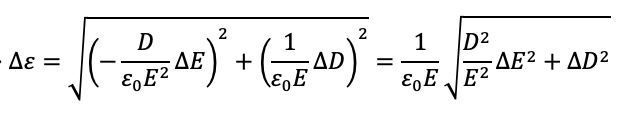 · Δε = √((−D/(ε₀E²) ΔE)² + (1/(ε₀E) ΔD)²) = 1/(ε₀E) √(D²/E² ΔE² + ΔD²)